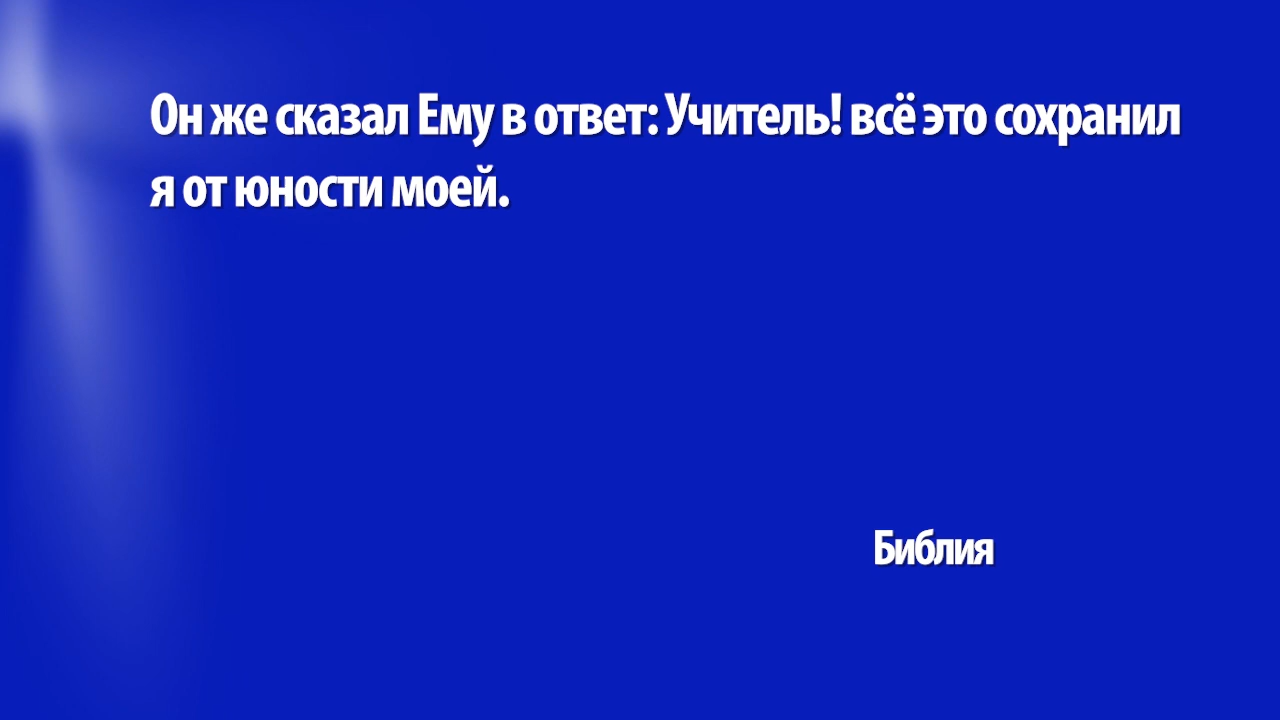 Он же сказал Ему в ответ: Учитель! всё это сохранил
я от юности моей.
Библия